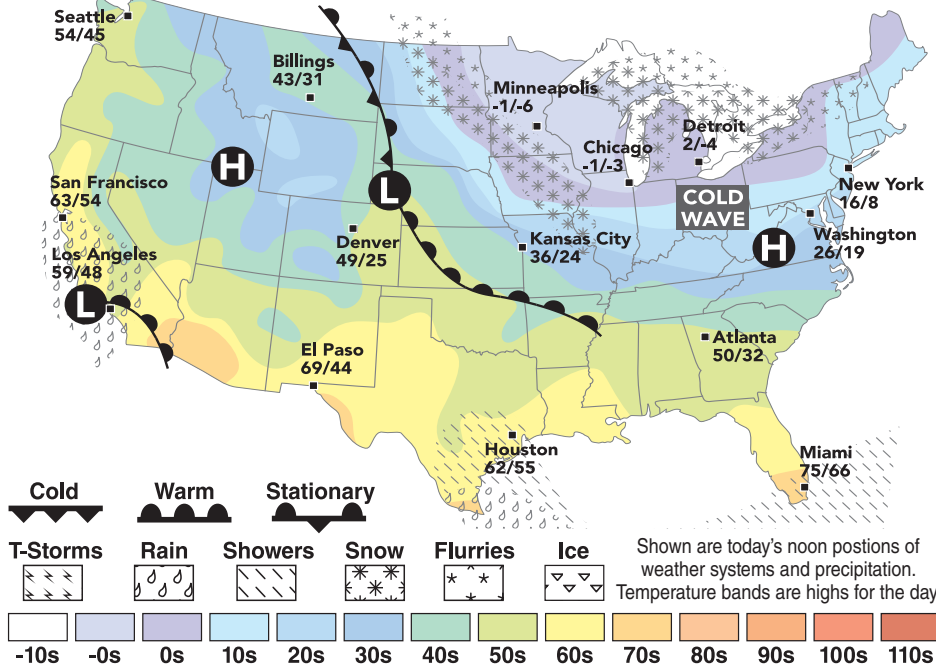 Seattle
54/45
Billings
43/31
Minneapolis
-1/-6
Detroit
2/-4
Chicago
-1/-3
H
San Francisco
63/54
L
COLD
WAVE
New York
16/8
Denver
49/25
Kansas City
36/24
H
Washington
26/19
Los Angeles
59/48
L
El Paso
69/44
Atlanta
50/32
Houston
62/55
Miami
75/66
Cold Warm Stationary
T-Storms Rain Showers Snow Flurries Ice
Shown are today's noon postions of
weather systems and precipitation.
Temperature bands are highs for the day.
-10s -0s 0s 10s 20s 30s 40s 50s 60s 70s 80s 90s 100s 110s